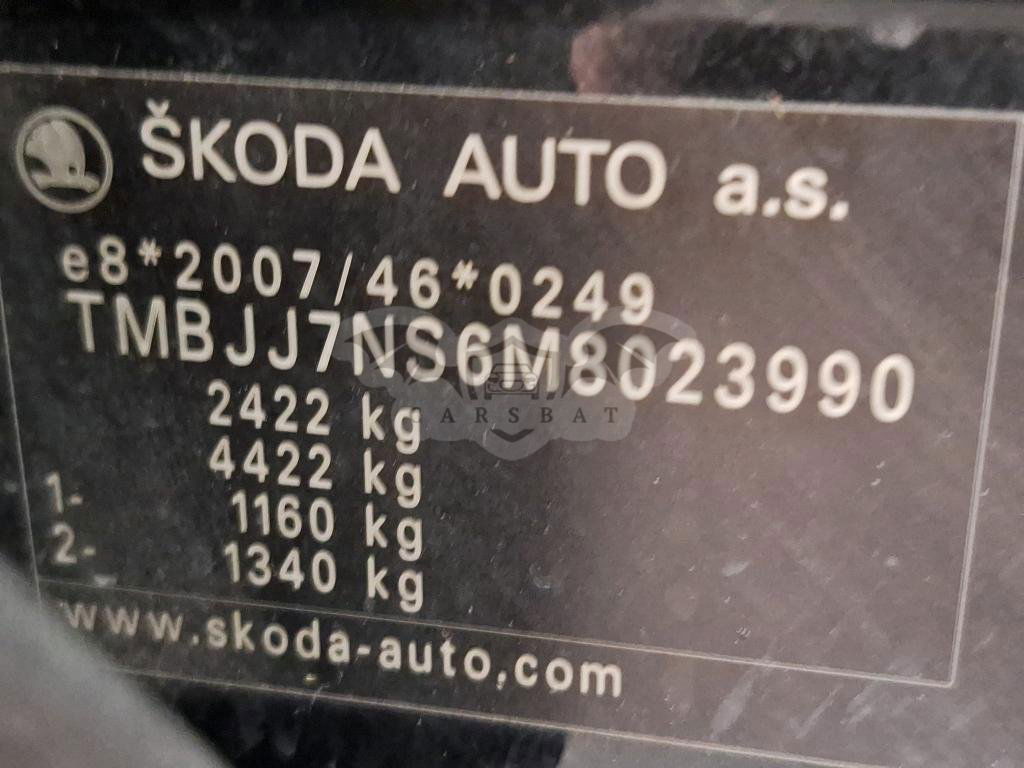 ŠKODA AUTO a.s.
e8*2007/46*0249
TMBJJ7NS6M8023990
2422 kg
4422 kg
1- 1160 kg
2- 1340 kg
www.skoda-auto.com
CARSBAT